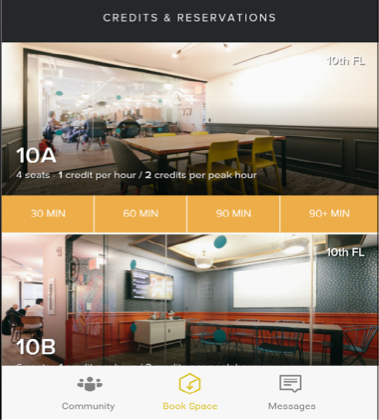 CREDITS & RESERVATIONS
10th FL
10A
4 seats · 1 credit per hour / 2 credits per peak hour
30 MIN
60 MIN
90 MIN
90+ MIN
10th FL
10B
Community
Book Space
Messages